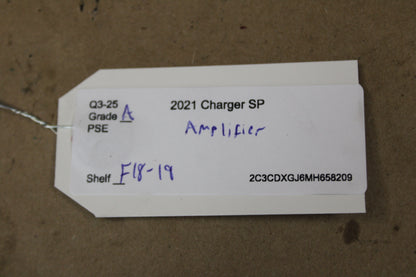 Q3-25 2021 Charger SP
Grade A
PSE Amplifier
Shelf F18-19 2C3CDXGJ6MH658209